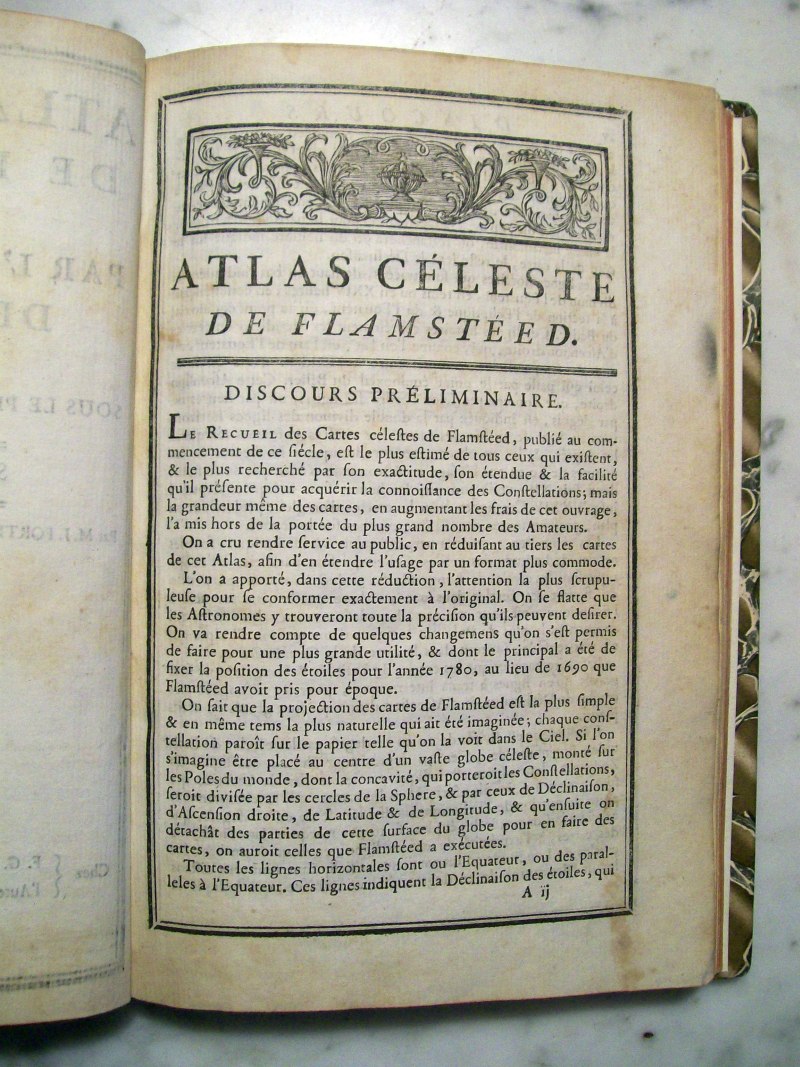 ATLAS CÉLESTE
DE FLAMSTÉED.
DISCOURS PRÉLIMINAIRE.
LE RECUEIL des Cartes céleſtes de Flamſtéed, publié au com-
mencement de ce ſiécle, eſt le plus eſtimé de tous ceux qui exiſtent,
& le plus recherché par ſon exactitude, ſon étendue & la facilité
qu'il préſente pour acquérir la connoiſſance des Conſtellations; mais
la grandeur même des cartes, en augmentant les frais de cet ouvrage,
l'a mis hors de la portée du plus grand nombre des Amateurs.
On a cru rendre ſervice au public, en réduiſant au tiers les cartes
de cet Atlas, afin d'en étendre l'uſage par un format plus commode.
L'on a apporté, dans cette réduction, l'attention la plus ſcrupu-
leuſe pour ſe conformer exactement à l'original. On ſe flatte que
les Aſtronomes y trouveront toute la préciſion qu'ils peuvent deſirer.
On va rendre compte de quelques changemens qu'on s'eſt permis
de faire pour une plus grande utilité, & dont le principal a été de
fixer la poſition des étoiles pour l'année 1780, au lieu de 1690 que
Flamſtéed avoit pris pour époque.
On ſait que la projection des cartes de Flamſtéed eſt la plus ſimple
& en même tems la plus naturelle qui ait été imaginée; chaque conſ-
tellation paroît ſur le papier telle qu'on la voit dans le Ciel. Si l'on
s'imagine être placé au centre d'un vaſte globe céleſte, monté ſur
les Poles du monde, dont la concavité, qui porteroit les Conſtellations,
ſeroit diviſée par les cercles de la Sphere, & par ceux de Déclinaiſon,
d'Aſcenſion droite, de Latitude & de Longitude, & qu'enſuite on
détachât des parties de cette ſurface du globe pour en faire des
cartes, on auroit celles que Flamſtéed a exécutées.
Toutes les lignes horizontales ſont ou l'Equateur, ou des paral-
leles à l'Equateur. Ces lignes indiquent la Déclinaiſon des étoiles, qui
A ij